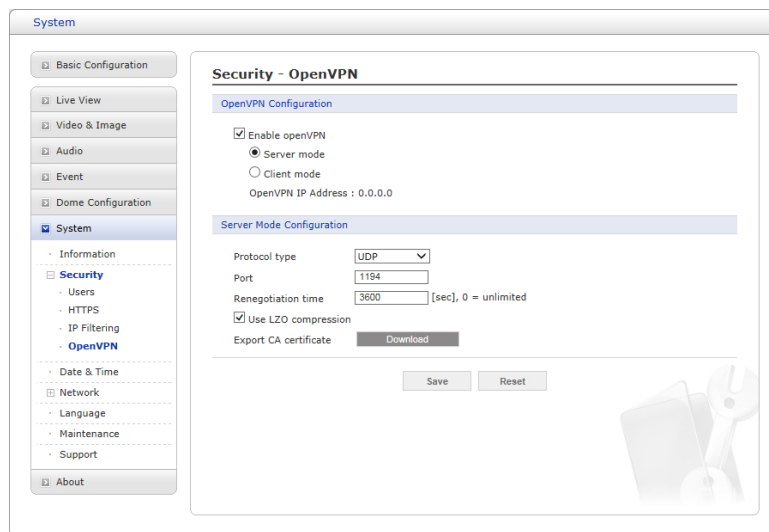 System
Basic Configuration
Live View
Video & Image
Audio
Event
Dome Configuration
System
Information
Security
Users
HTTPS
IP Filtering
OpenVPN
Date & Time
Network
Language
Maintenance
Support
About
Security - OpenVPN
OpenVPN Configuration
Enable openVPN
Server mode
Client mode
OpenVPN IP Address : 0.0.0.0
Server Mode Configuration
Protocol type UDP
Port 1194
Renegotiation time 3600 [sec], 0 = unlimited
Use LZO compression
Export CA certificate Download
Save Reset